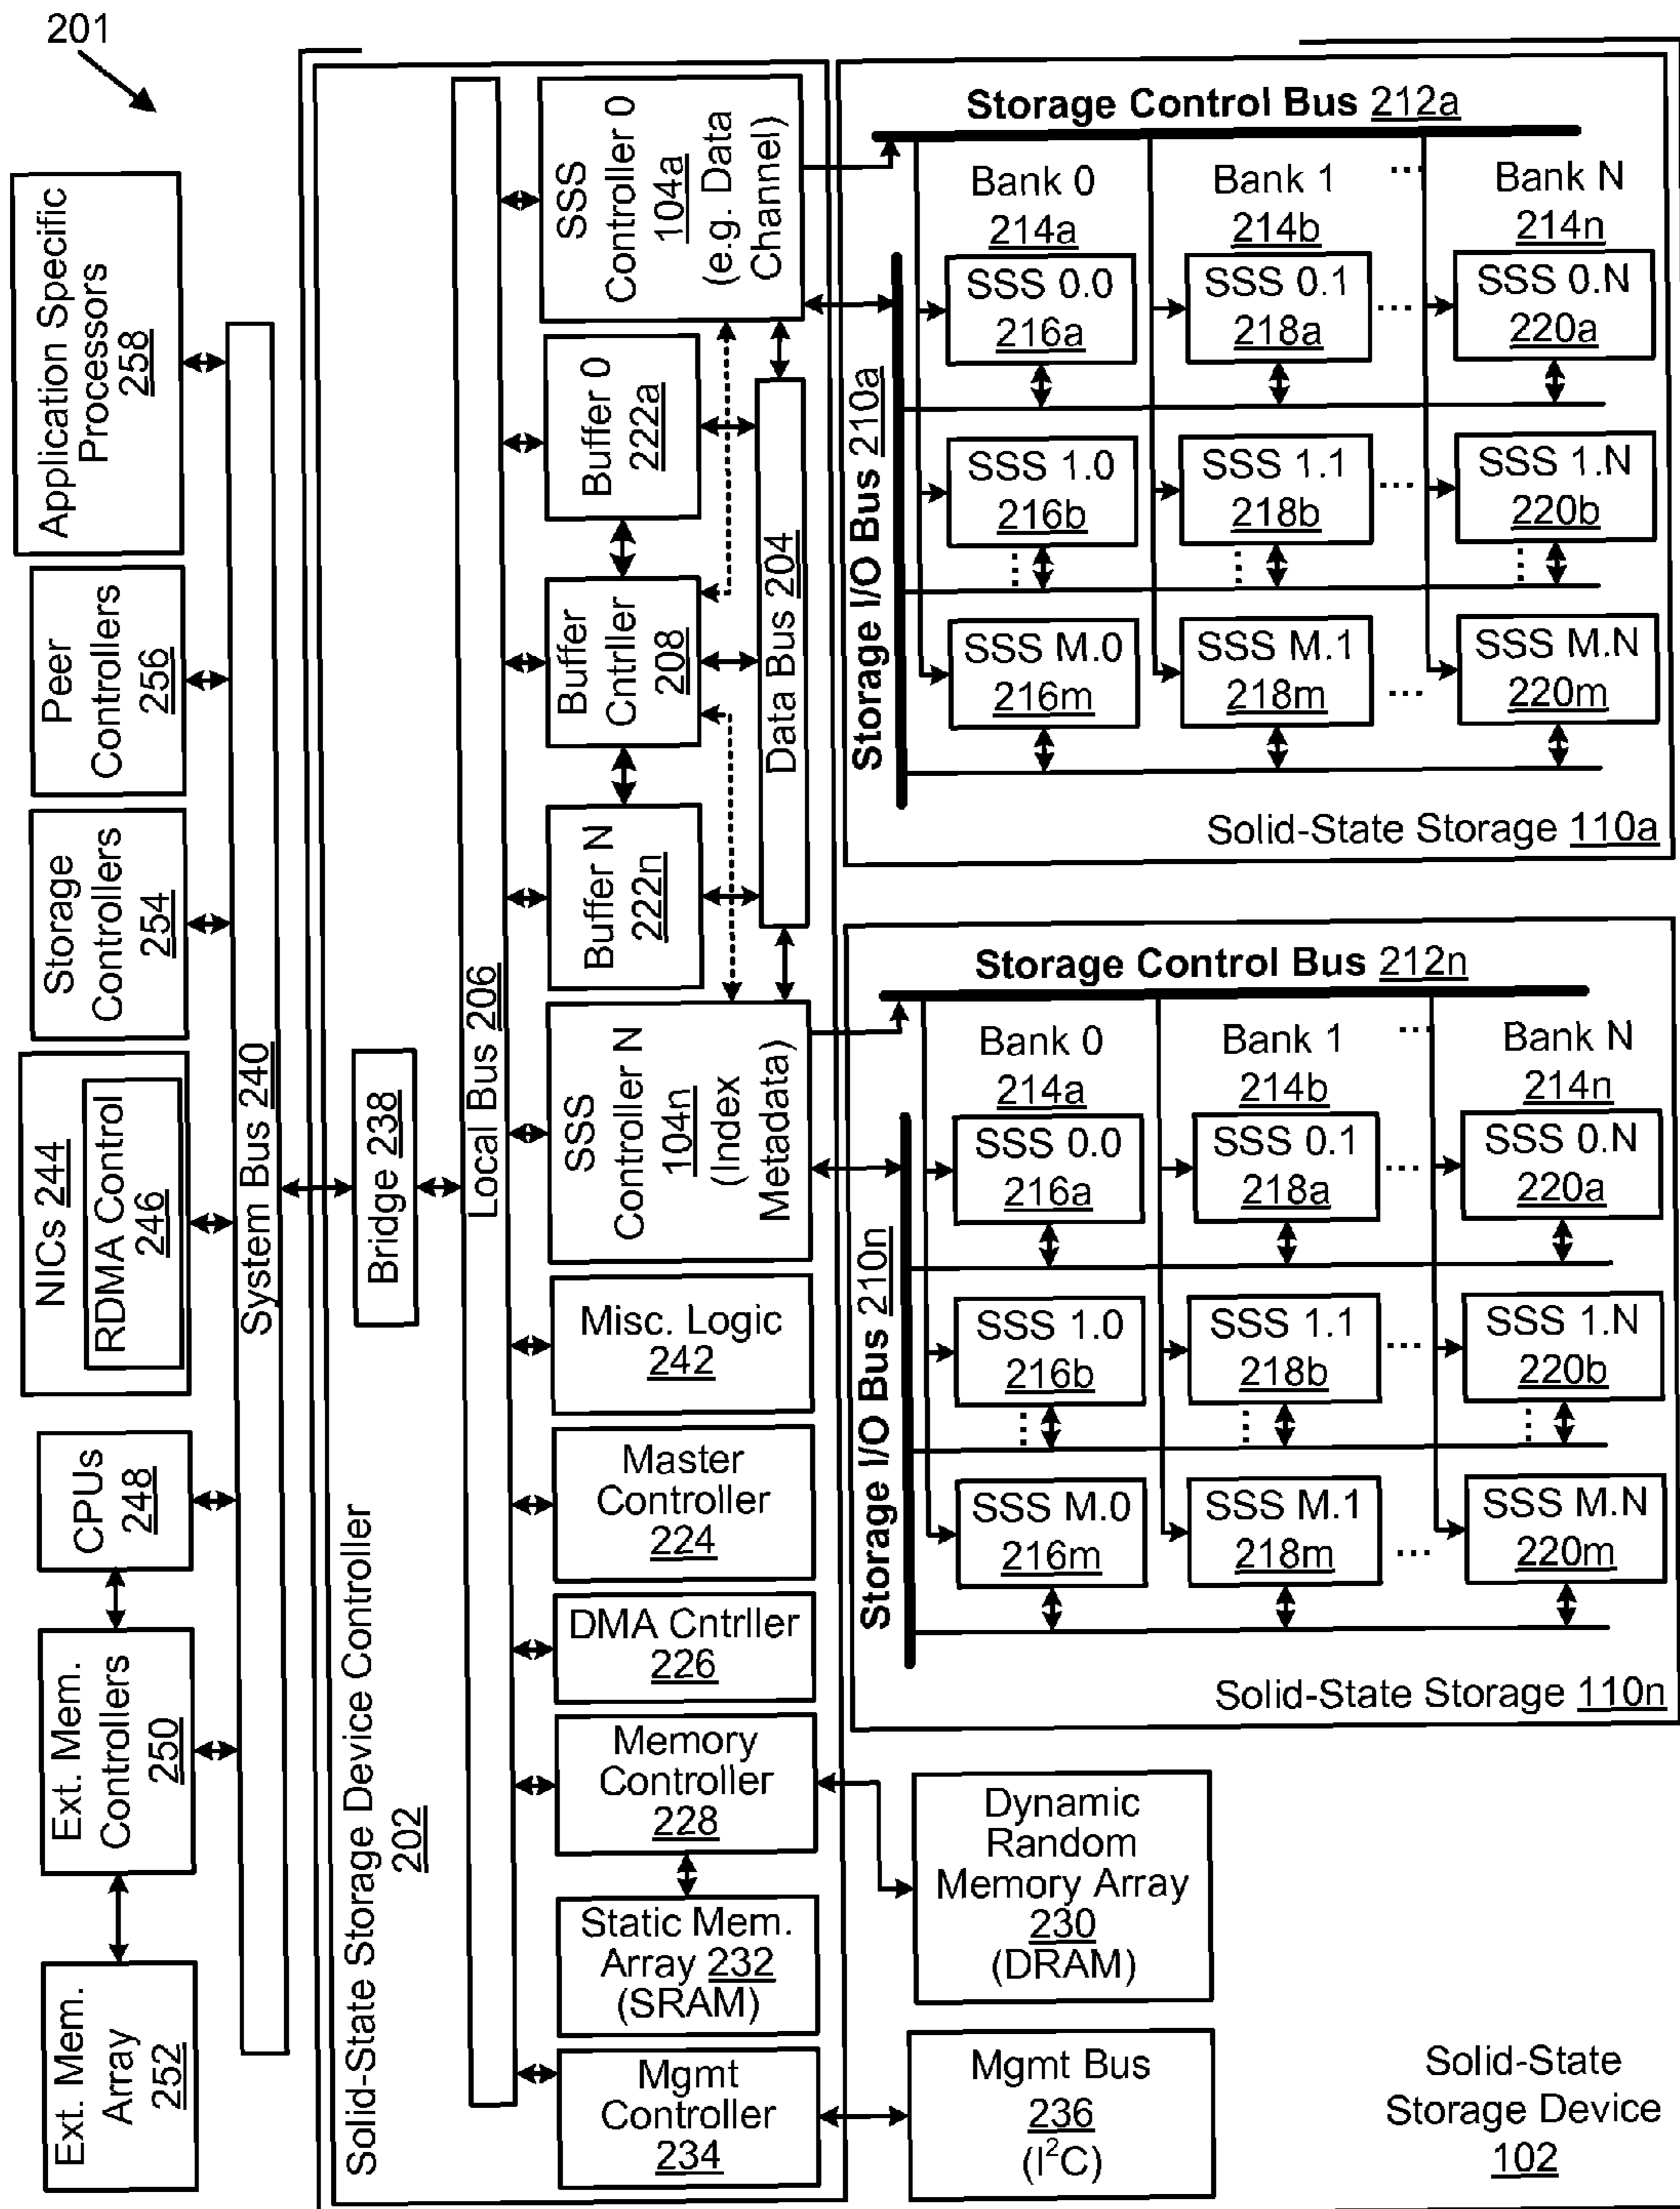 201
Application Specific
Processors
258
Peer
Controllers
256
Storage
Controllers
254
NICs 244
RDMA Control
246
CPUs
248
Ext. Mem.
Controllers
250
Ext. Mem.
Array
252
System Bus 240
Bridge 238
Solid-State Storage Device Controller
202
Local Bus 206
SSS
Controller 0
104a
(e.g. Data
Channel)
Buffer 0
222a
Buffer
Cntrller
208
Buffer N
222n
Data Bus 204
SSS
Controller N
104n
(Index
Metadata)
Misc. Logic
242
Master
Controller
224
DMA Cntrller
226
Memory
Controller
228
Static Mem.
Array 232
(SRAM)
Mgmt
Controller
234
Storage Control Bus 212a
Bank 0
214a
Bank 1
214b
...
Bank N
214n
Storage I/O Bus 210a
SSS 0.0
216a
SSS 0.1
218a
...
SSS 0.N
220a
SSS 1.0
216b
SSS 1.1
218b
...
SSS 1.N
220b
... ... ...
SSS M.0
216m
SSS M.1
218m
...
SSS M.N
220m
Solid-State Storage 110a
Storage Control Bus 212n
Bank 0
214a
Bank 1
214b
...
Bank N
214n
Storage I/O Bus 210n
SSS 0.0
216a
SSS 0.1
218a
...
SSS 0.N
220a
SSS 1.0
216b
SSS 1.1
218b
...
SSS 1.N
220b
... ... ...
SSS M.0
216m
SSS M.1
218m
...
SSS M.N
220m
Solid-State Storage 110n
Dynamic
Random
Memory Array
230
(DRAM)
Mgmt Bus
236
(I²C)
Solid-State
Storage Device
102